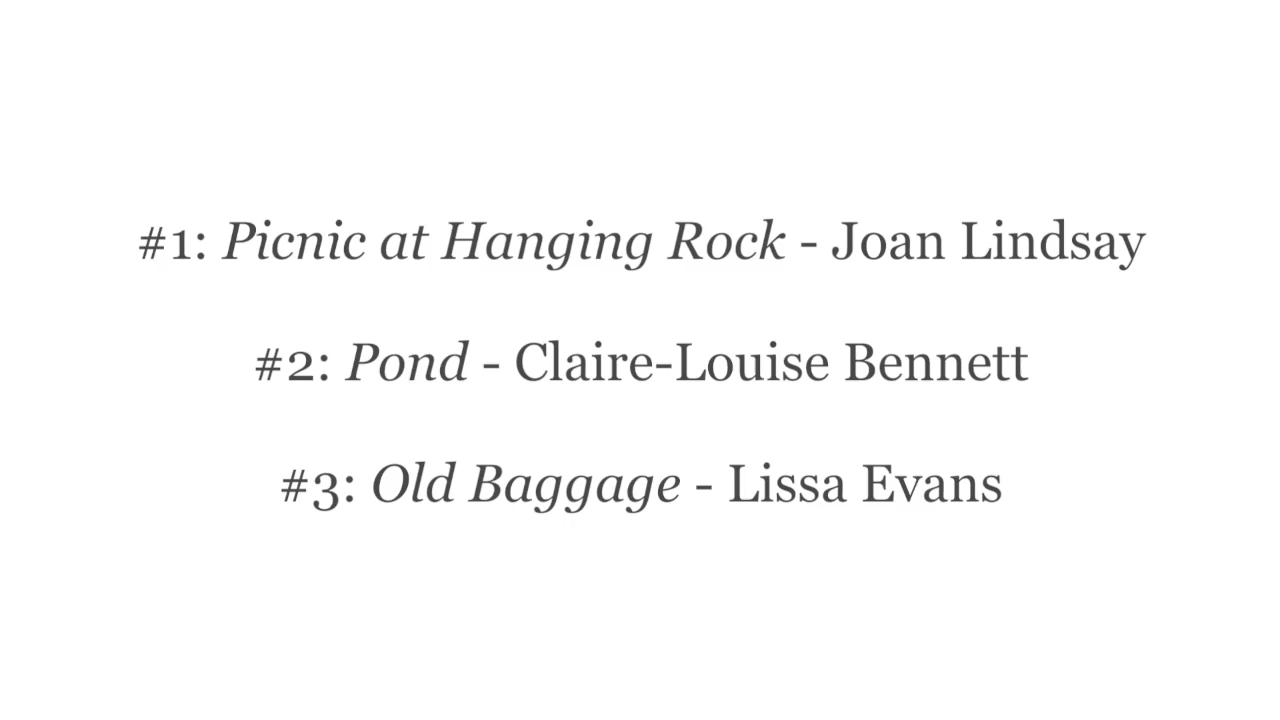 #1: Picnic at Hanging Rock - Joan Lindsay
#2: Pond - Claire-Louise Bennett
#3: Old Baggage - Lissa Evans